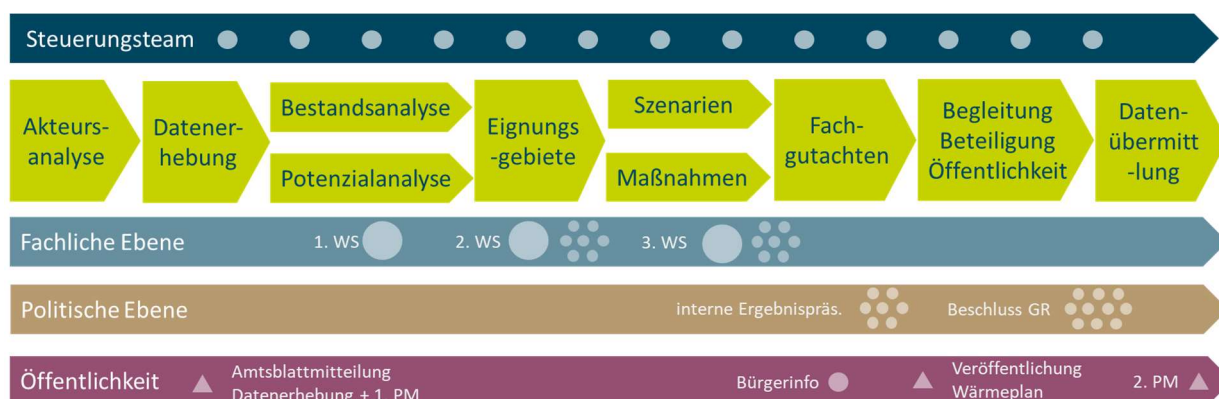 Steuerungsteam
Akteurs-
analyse
Datener-
hebung
Bestandsanalyse
Potenzialanalyse
Eignungs
-gebiete
Szenarien
Maßnahmen
Fach-
gutachten
Begleitung
Beteiligung
Öffentlichkeit
Daten-
übermitt
-lung
Fachliche Ebene
1. WS
2. WS
3. WS
Politische Ebene
interne Ergebnispräs.
Beschluss GR
Öffentlichkeit
Amtsblattmitteilung
Datenerhebung + 1. PM
Bürgerinfo
Veröffentlichung
Wärmeplan
2. PM